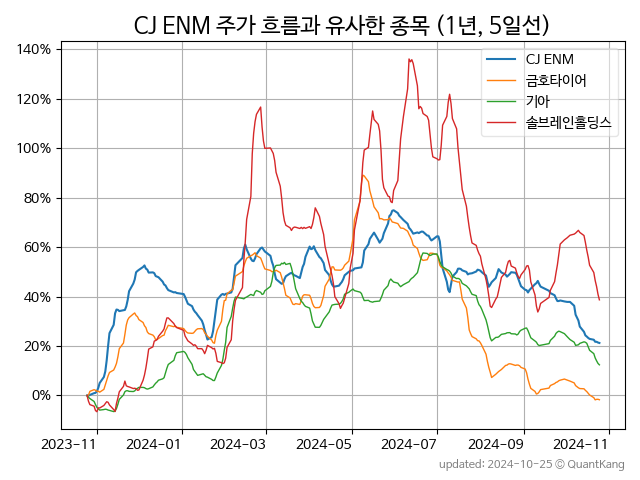 CJ ENM 주가 흐름과 유사한 종목 (1년, 5일선)
140%
120%
100%
80%
60%
40%
20%
0%
CJ ENM
금호타이어
기아
솔브레인홀딩스
2023-11
2024-01
2024-03
2024-05
2024-07
2024-09
2024-11
updated: 2024-10-25 © QuantKang